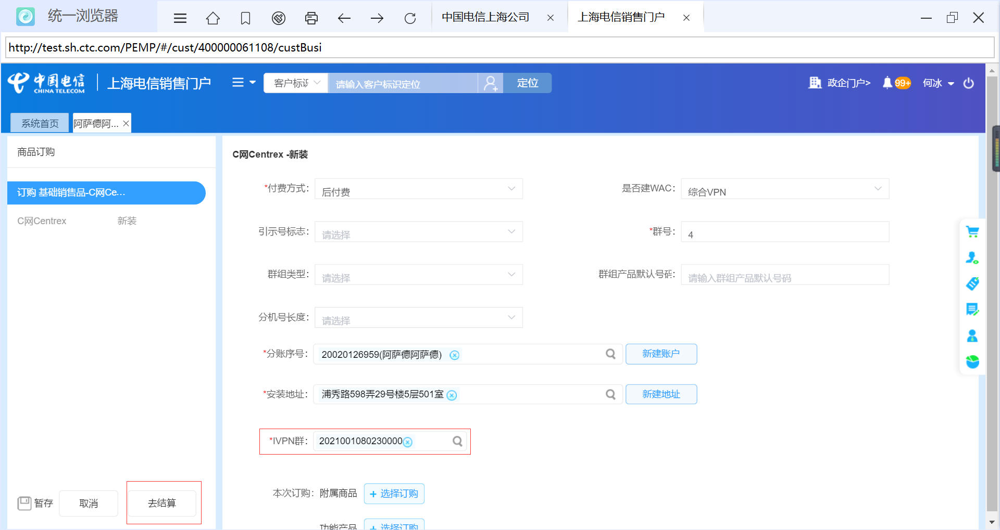 统一浏览器
中国电信上海公司
上海电信销售门户
http://test.sh.ctc.com/PEMP/#/cust/400000061108/custBusi
中国电信
CHINA TELECOM
上海电信销售门户
客户标识
请输入客户标识定位
定位
政企门户>
99+
何冰
系统首页
阿萨德阿...
商品订购
订购 基础销售品-C网Ce...
C网Centrex 新装
暂存
取消
去结算
C网Centrex -新装
*付费方式: 后付费
是否建WAC: 综合VPN
引示号标志: 请选择
*群号: 4
群组类型: 请选择
群组产品默认号码: 请输入群组产品默认号码
分机号长度: 请选择
*分账序号: 20020126959(阿萨德阿萨德) 新建账户
*安装地址: 浦秀路598弄29号楼5层501室 新建地址
*IVPN群: 2021001080230000
本次订购: 附属商品 + 选择订购
功能产品 + 选择订购